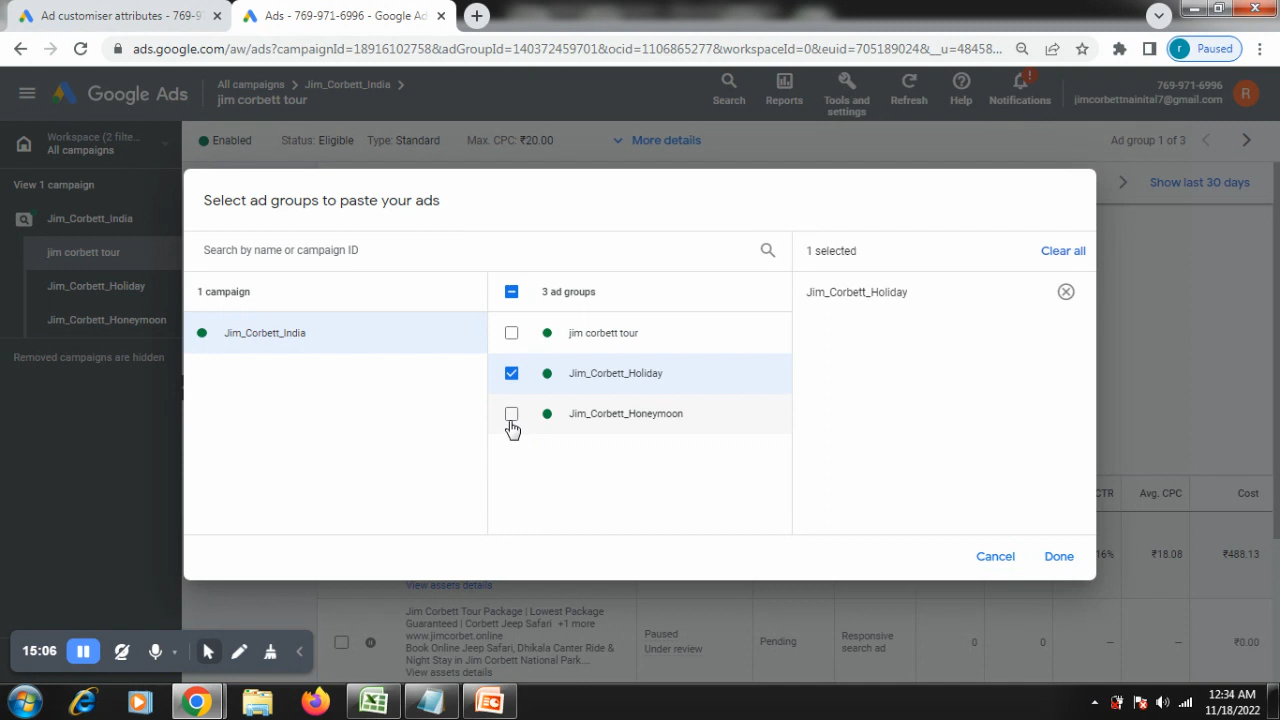 Ad customiser attributes - 769-9
Ads - 769-971-6996 - Google Ads
ads.google.com/aw/ads?campaignId=18916102758&adGroupId=140372459701&ocid=1106865277&workspaceId=0&euid=705189024&__u=48458...
r
Paused
Google Ads
All campaigns
Jim_Corbett_India
jim corbett tour
Search
Reports
Tools and
settings
Refresh
Help
!
Notifications
769-971-6996
jimcorbettnainital7@gmail.com
R
Workspace (2 filte...
All campaigns
Enabled
Status: Eligible
Type: Standard
Max. CPC: ₹20.00
More details
Ad group 1 of 3
View 1 campaign
Jim_Corbett_India
jim corbett tour
Jim_Corbett_Holiday
Jim_Corbett_Honeymoon
Removed campaigns are hidden
Show last 30 days
Select ad groups to paste your ads
Search by name or campaign ID
1 selected
Clear all
1 campaign
3 ad groups
Jim_Corbett_Holiday
Jim_Corbett_India
jim corbett tour
Jim_Corbett_Holiday
Jim_Corbett_Honeymoon
Cancel
Done
CTR
Avg. CPC
Cost
16%
₹18.08
₹488.13
View assets details
Jim Corbett Tour Package | Lowest Package
Guaranteed | Corbett Jeep Safari +1 more
www.jimcorbet.online
Book Online Jeep Safari, Dhikala Canter Ride &
Night Stay in Jim Corbett National Park...
View assets details
Paused
Under review
Pending
Responsive
search ad
0
0
—
—
₹0.00
15:06
12:34 AM
11/18/2022